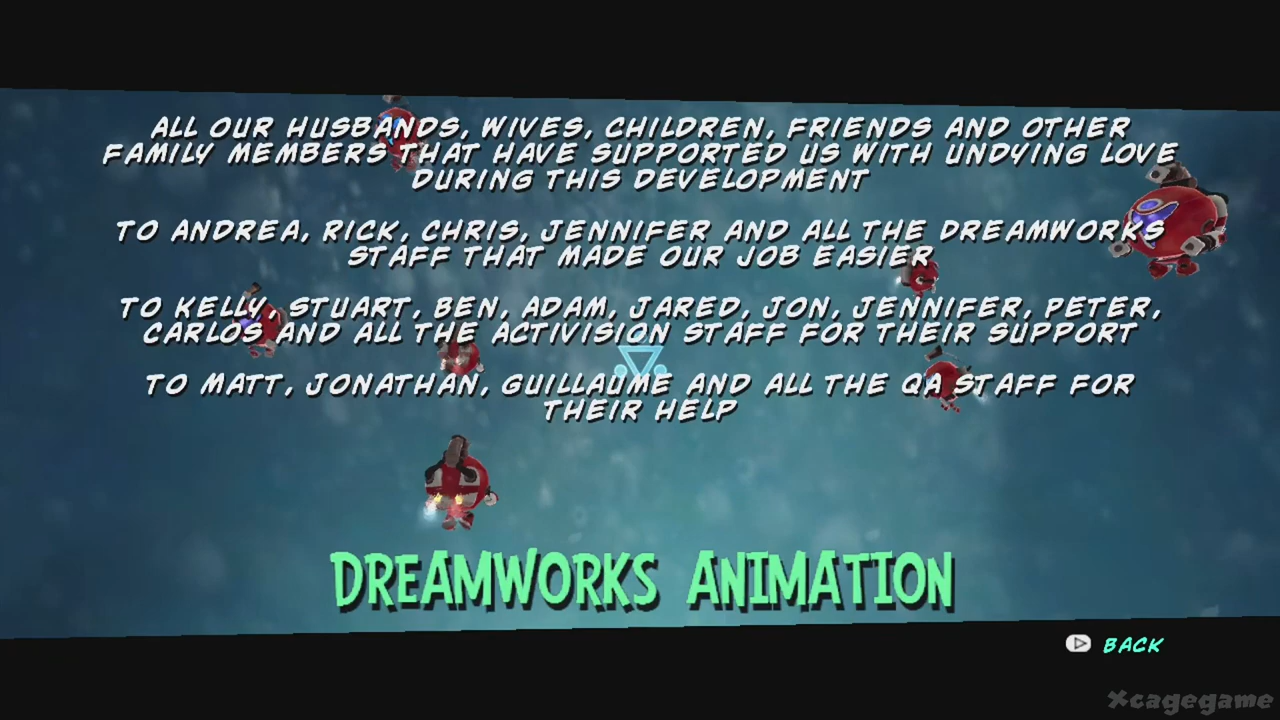 ALL OUR HUSBANDS, WIVES, CHILDREN, FRIENDS AND OTHER
FAMILY MEMBERS THAT HAVE SUPPORTED US WITH UNDYING LOVE
DURING THIS DEVELOPMENT
TO ANDREA, RICK, CHRIS, JENNIFER AND ALL THE DREAMWORKS
STAFF THAT MADE OUR JOB EASIER
TO KELLY, STUART, BEN, ADAM, JARED, JON, JENNIFER, PETER,
CARLOS AND ALL THE ACTIVISION STAFF FOR THEIR SUPPORT
TO MATT, JONATHAN, GUILLAUME AND ALL THE QA STAFF FOR
THEIR HELP
DREAMWORKS ANIMATION
BACK
Xcagegame